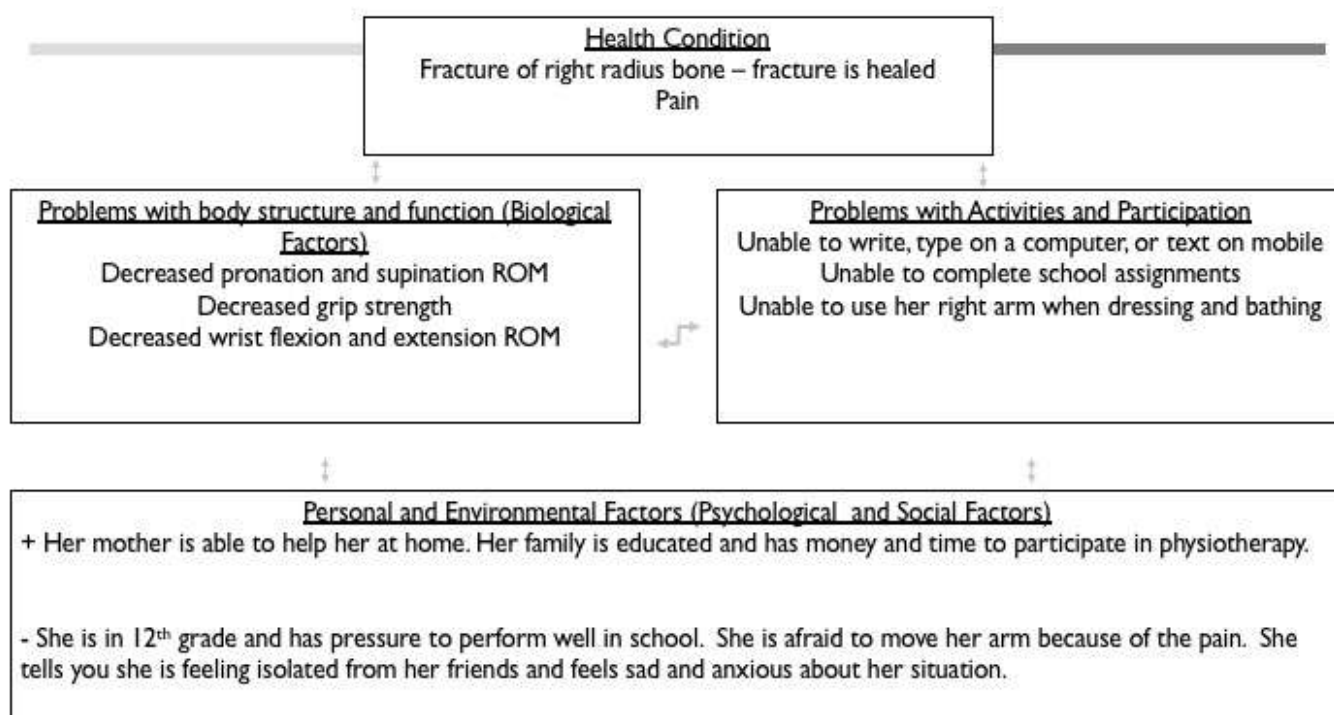 Health Condition
Fracture of right radius bone – fracture is healed
Pain
Problems with body structure and function (Biological
Factors)
Decreased pronation and supination ROM
Decreased grip strength
Decreased wrist flexion and extension ROM
Problems with Activities and Participation
Unable to write, type on a computer, or text on mobile
Unable to complete school assignments
Unable to use her right arm when dressing and bathing
Personal and Environmental Factors (Psychological and Social Factors)
+ Her mother is able to help her at home. Her family is educated and has money and time to participate in physiotherapy.
- She is in 12th grade and has pressure to perform well in school. She is afraid to move her arm because of the pain. She
tells you she is feeling isolated from her friends and feels sad and anxious about her situation.